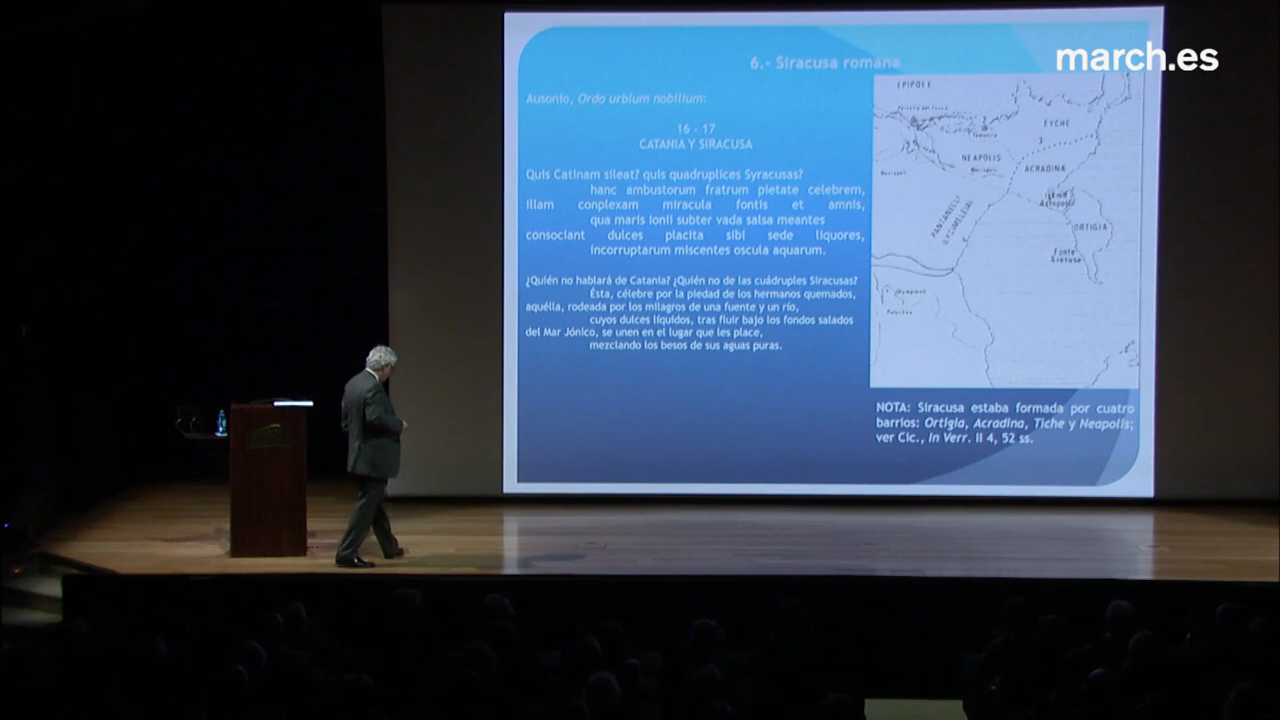 march.es
6.- Siracusa romana
Ausonio, Ordo urbium nobilium:
16 - 17
CATANIA Y SIRACUSA
Quis Catinam sileat? quis quadruplices Syracusas?
hanc ambustorum fratrum pietate celebrem,
illam conplexam miracula fontis et amnis,
qua maris Ionii subter vada salsa meantes
consociant dulces placita sibi sede liquores,
incorruptarum miscentes oscula aquarum.
¿Quién no hablará de Catania? ¿Quién no de las cuádruples Siracusas?
Ésta, célebre por la piedad de los hermanos quemados,
aquélla, rodeada por los milagros de una fuente y un río,
cuyos dulces líquidos, tras fluir bajo los fondos salados
del Mar Jónico, se unen en el lugar que les place,
mezclando los besos de sus aguas puras.
EPIPOLE
NEAPOLIS
ACRADINA
ORTIGIA
Fonte
Aretusa
NOTA: Siracusa estaba formada por cuatro
barrios: Ortigia, Acradina, Tiche y Neapolis;
ver Cic., In Verr. II 4, 52 ss.